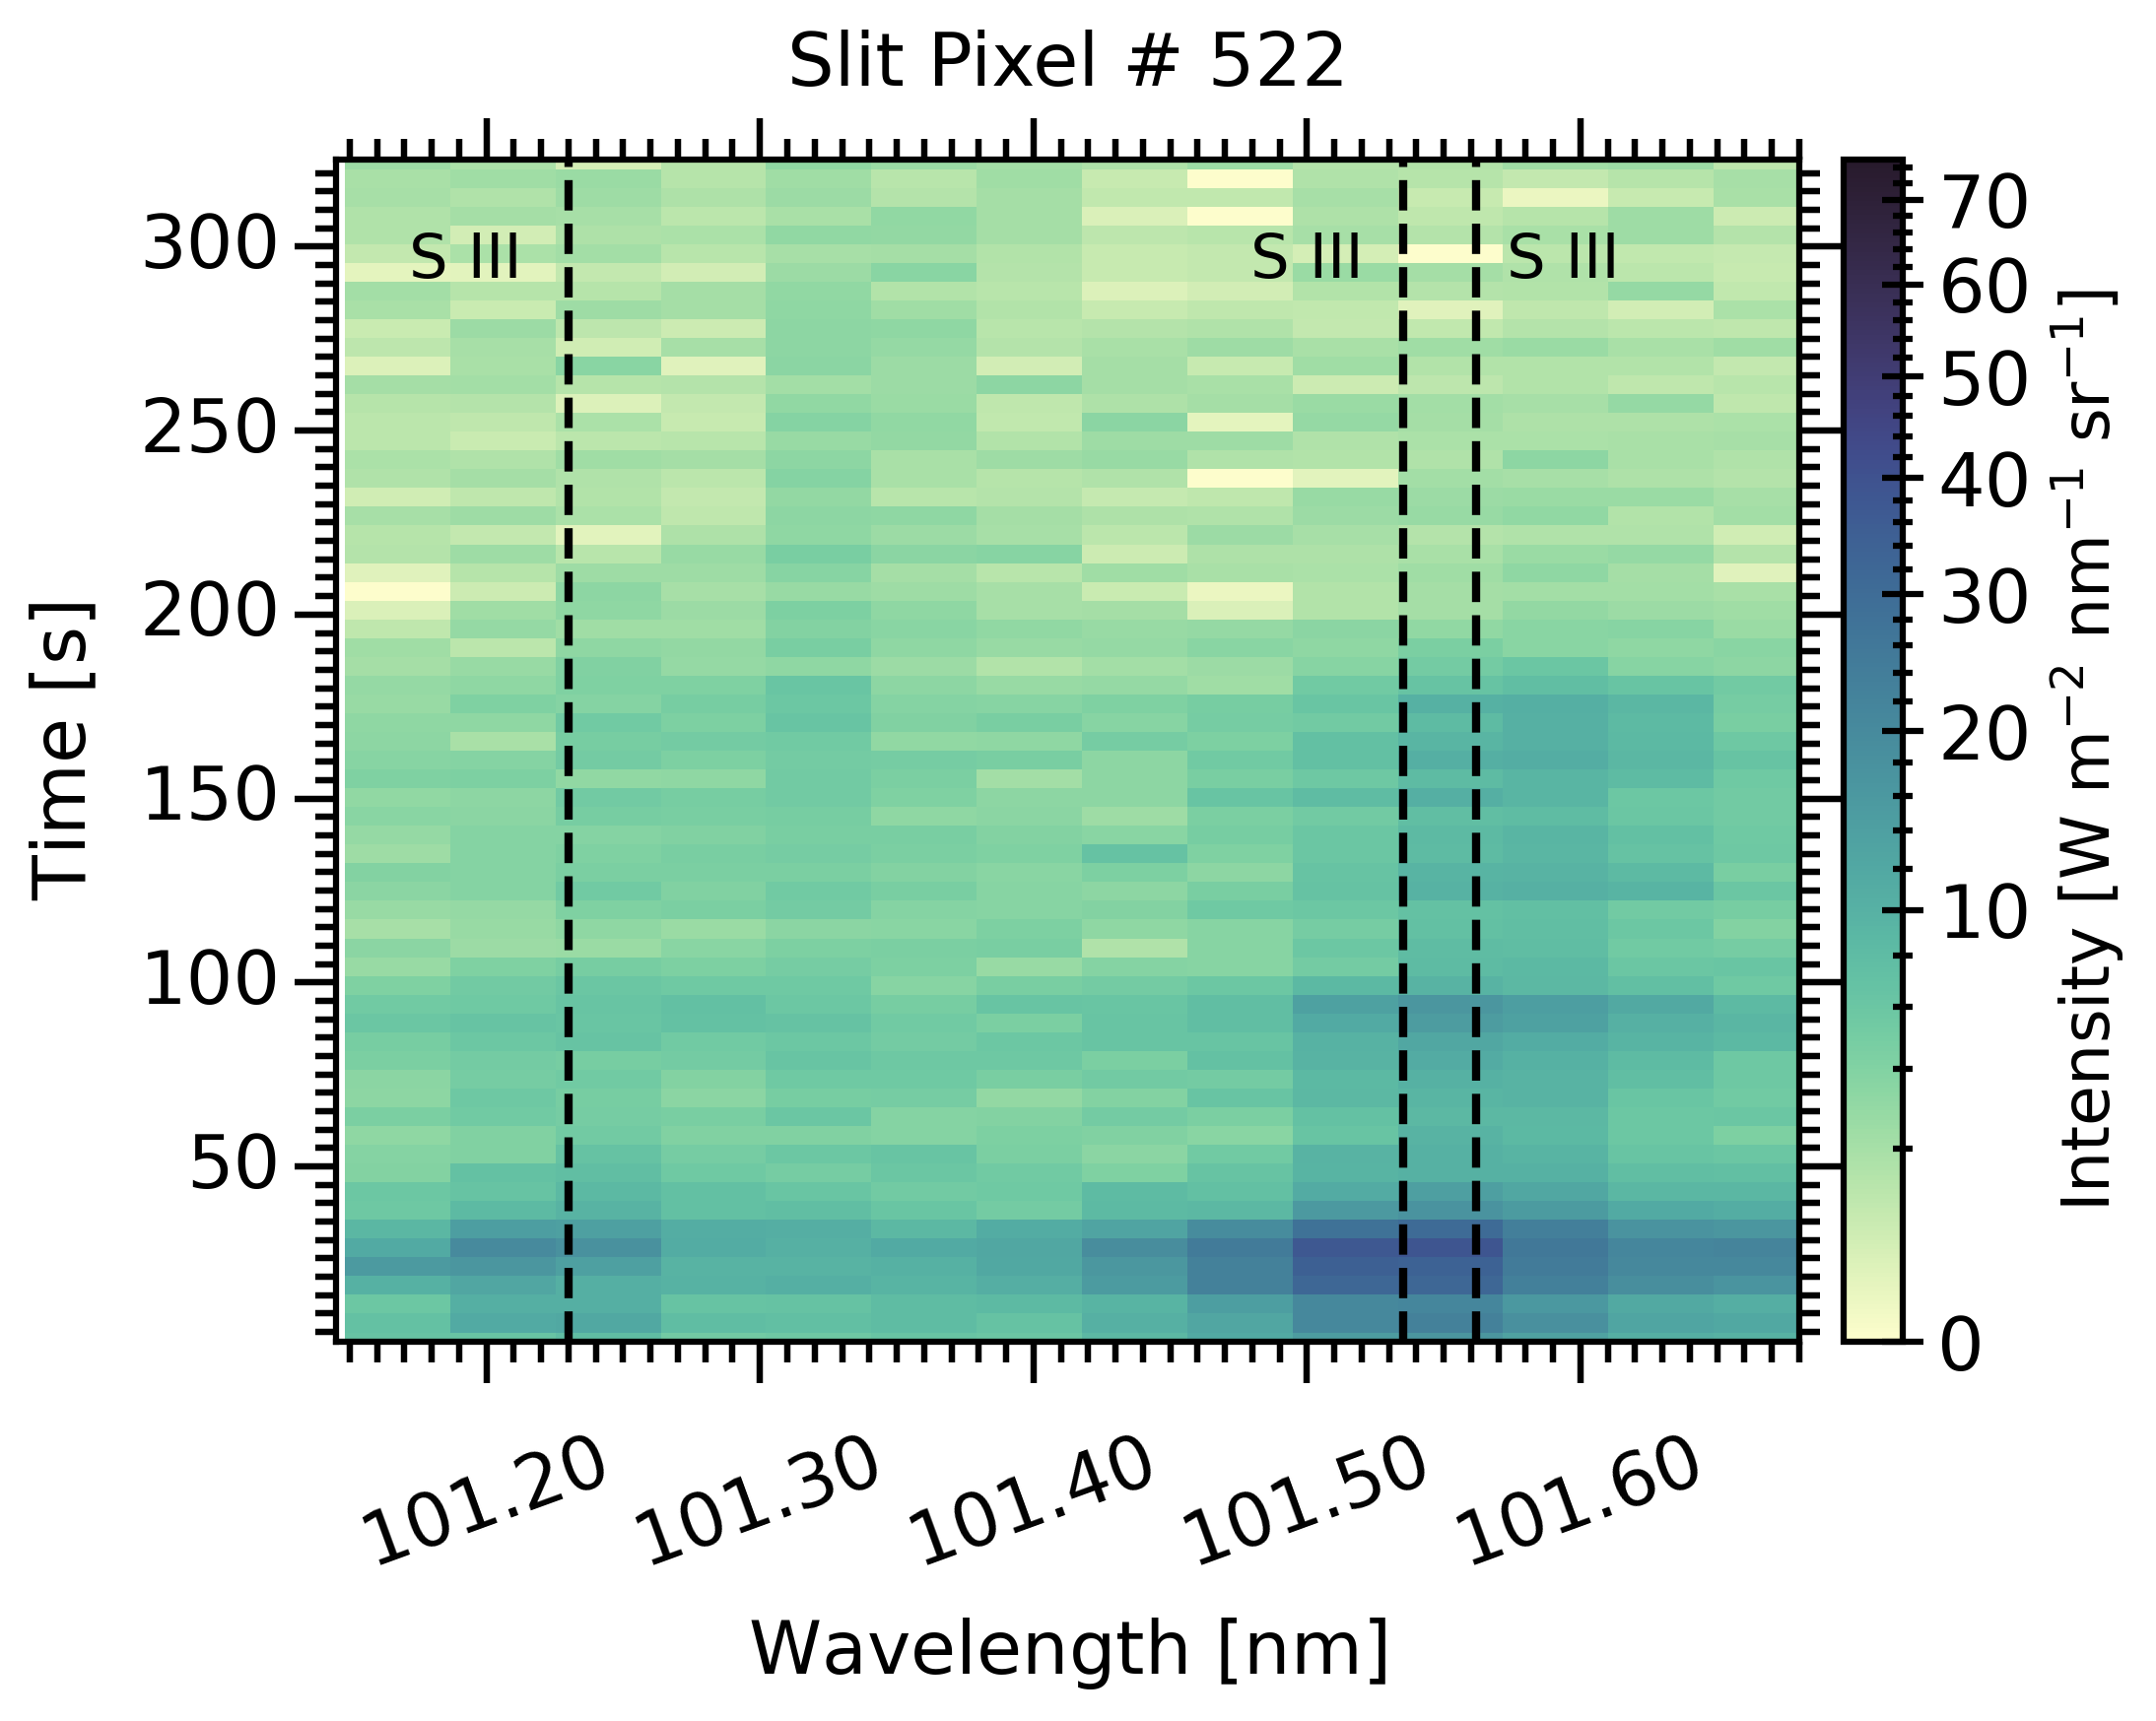 Slit Pixel # 522
Time [s]
300
250
200
150
100
50
S III
S III
S III
101.20
101.30
101.40
101.50
101.60
Wavelength [nm]
70
60
50
40
30
20
10
0
Intensity [W m⁻² nm⁻¹ sr⁻¹]